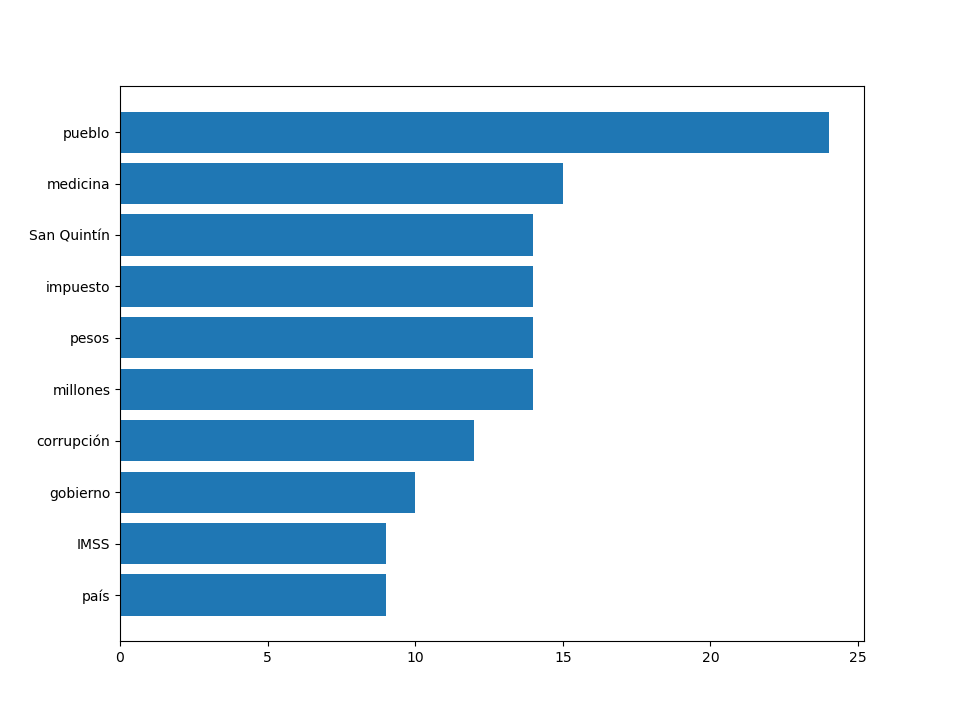 pueblo
medicina
San Quintín
impuesto
pesos
millones
corrupción
gobierno
IMSS
país
0 5 10 15 20 25